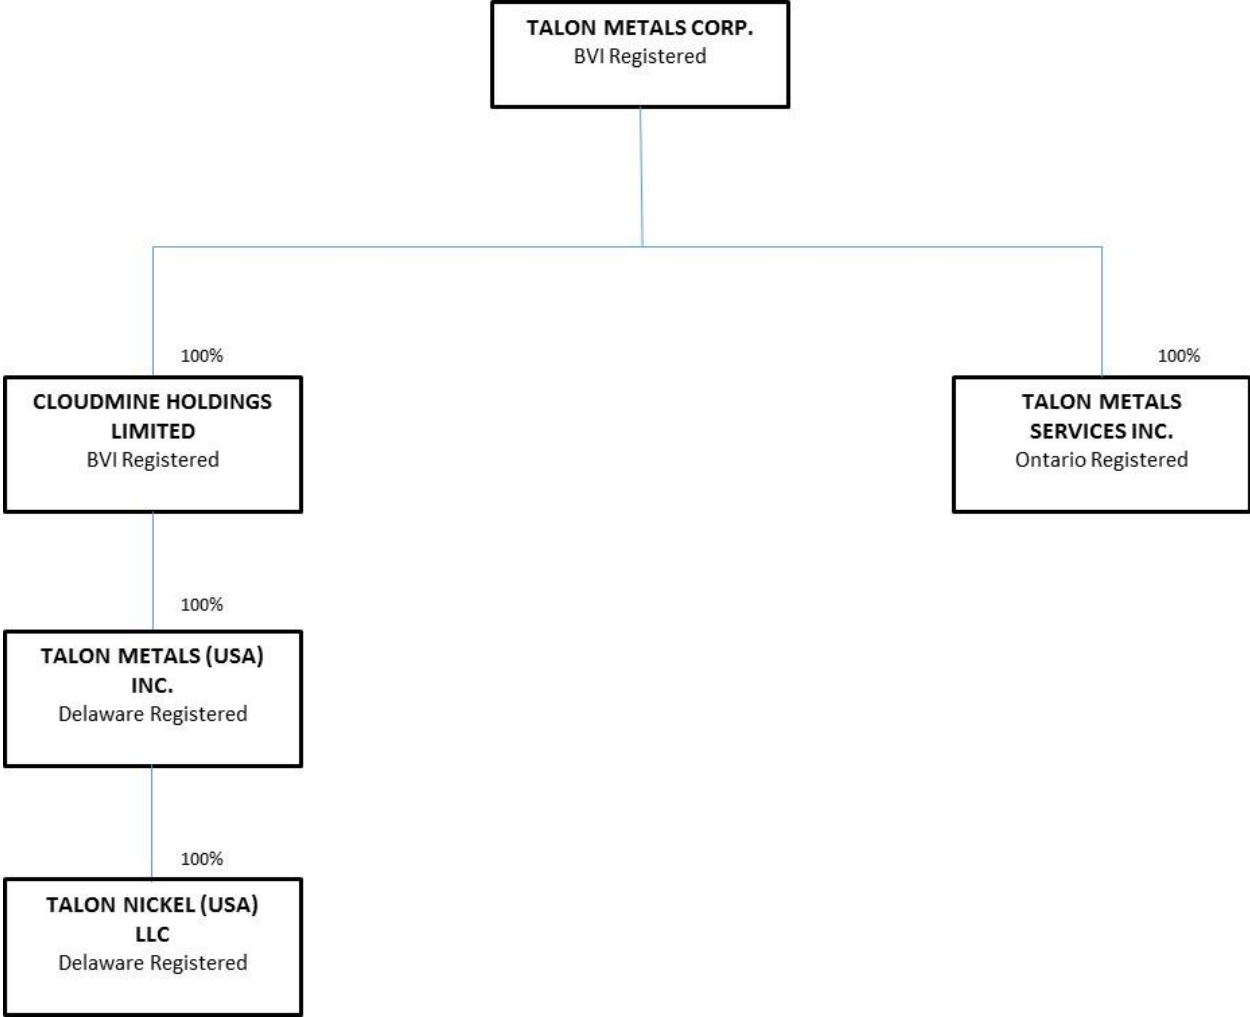 TALON METALS CORP.
BVI Registered
100%
100%
CLOUDMINE HOLDINGS
LIMITED
BVI Registered
TALON METALS
SERVICES INC.
Ontario Registered
100%
TALON METALS (USA)
INC.
Delaware Registered
100%
TALON NICKEL (USA)
LLC
Delaware Registered